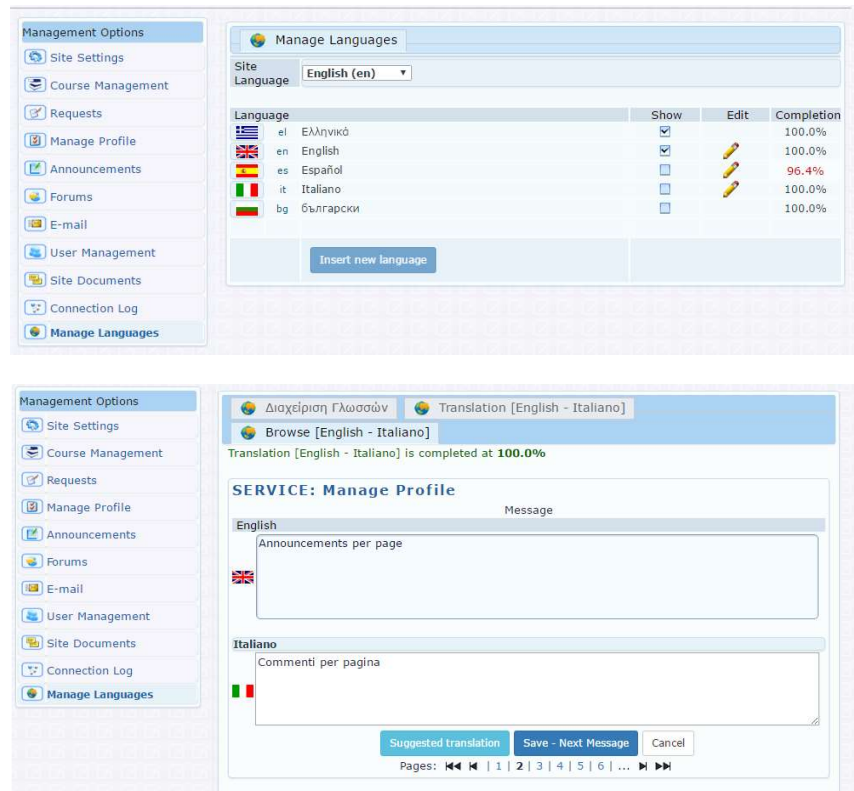 Management Options
Site Settings
Course Management
Requests
Manage Profile
Announcements
Forums
E-mail
User Management
Site Documents
Connection Log
Manage Languages
Manage Languages
Site Language English (en)
Language Show Edit Completion
el Ελληνικά 100.0%
en English 100.0%
es Español 96.4%
it Italiano 100.0%
bg български 100.0%
Insert new language
Management Options
Site Settings
Course Management
Requests
Manage Profile
Announcements
Forums
E-mail
User Management
Site Documents
Connection Log
Manage Languages
Διαχείριση Γλωσσών Translation [English - Italiano]
Browse [English - Italiano]
Translation [English - Italiano] is completed at 100.0%
SERVICE: Manage Profile
Message
English
Announcements per page
Italiano
Commenti per pagina
Suggested translation Save - Next Message Cancel
Pages: | 1 | 2 | 3 | 4 | 5 | 6 | ...